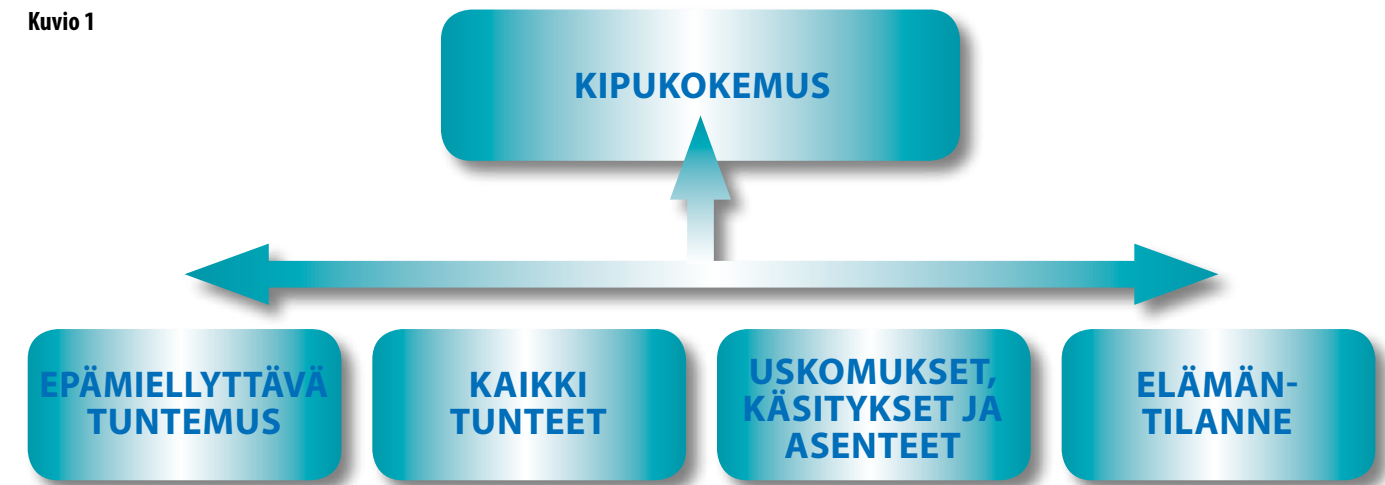 Kuvio 1
KIPUKOKEMUS
EPÄMIELLYTTÄVÄ
TUNTEMUS
KAIKKI
TUNTEET
USKOMUKSET,
KÄSITYKSET JA
ASENTEET
ELÄMÄN-
TILANNE